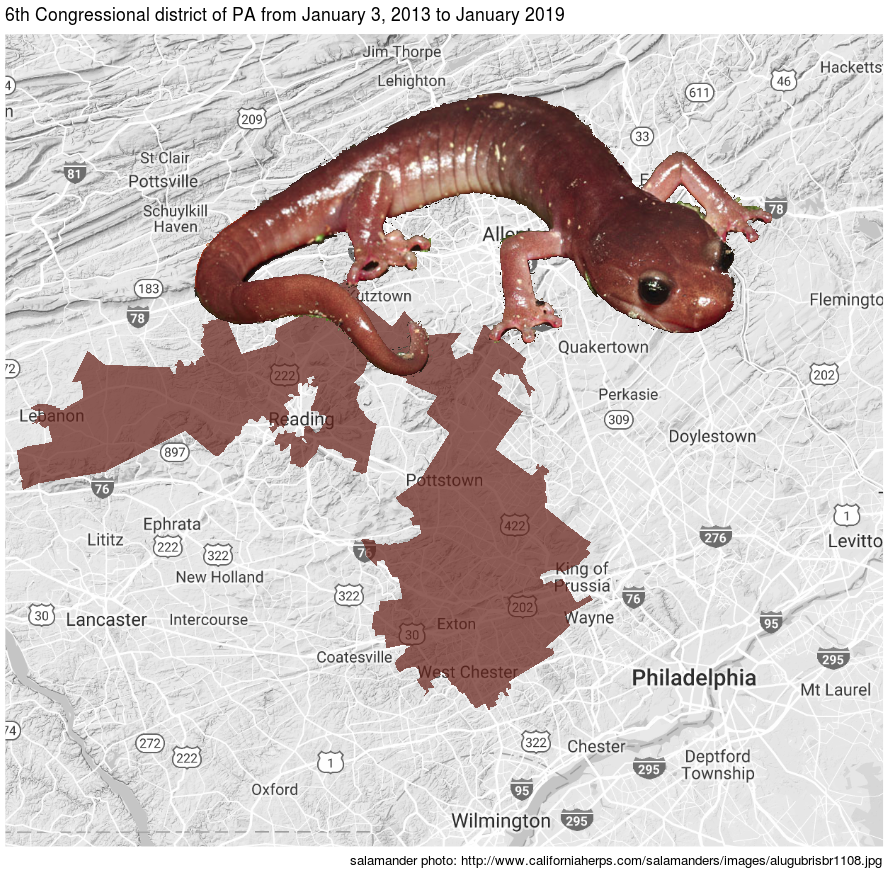 6th Congressional district of PA from January 3, 2013 to January 2019
Jim Thorpe
Hacketts
Lehighton
46
4
611
209
33
St Clair
81
Pottsville
78
Schuylkill
Haven
Allent
183
utztown
Flemingto
78
Quakertown
72
222
202
Perkasie
Lebanon
Reading
309
Doylestown
897
Pottstown
76
1
422
Ephrata
276
Lititz
222
322
Levitto
New Holland
King of
Prussia
322
202
76
30
Lancaster
Intercourse
Exton
Wayne
95
30
Coatesville
295
West Chester
Philadelphia
Mt Laurel
74
272
222
322
Chester
1
Deptford
Township
295
Oxford
95
Wilmington
295
salamander photo: http://www.californiaherps.com/salamanders/images/alugubrisbr1108.jpg